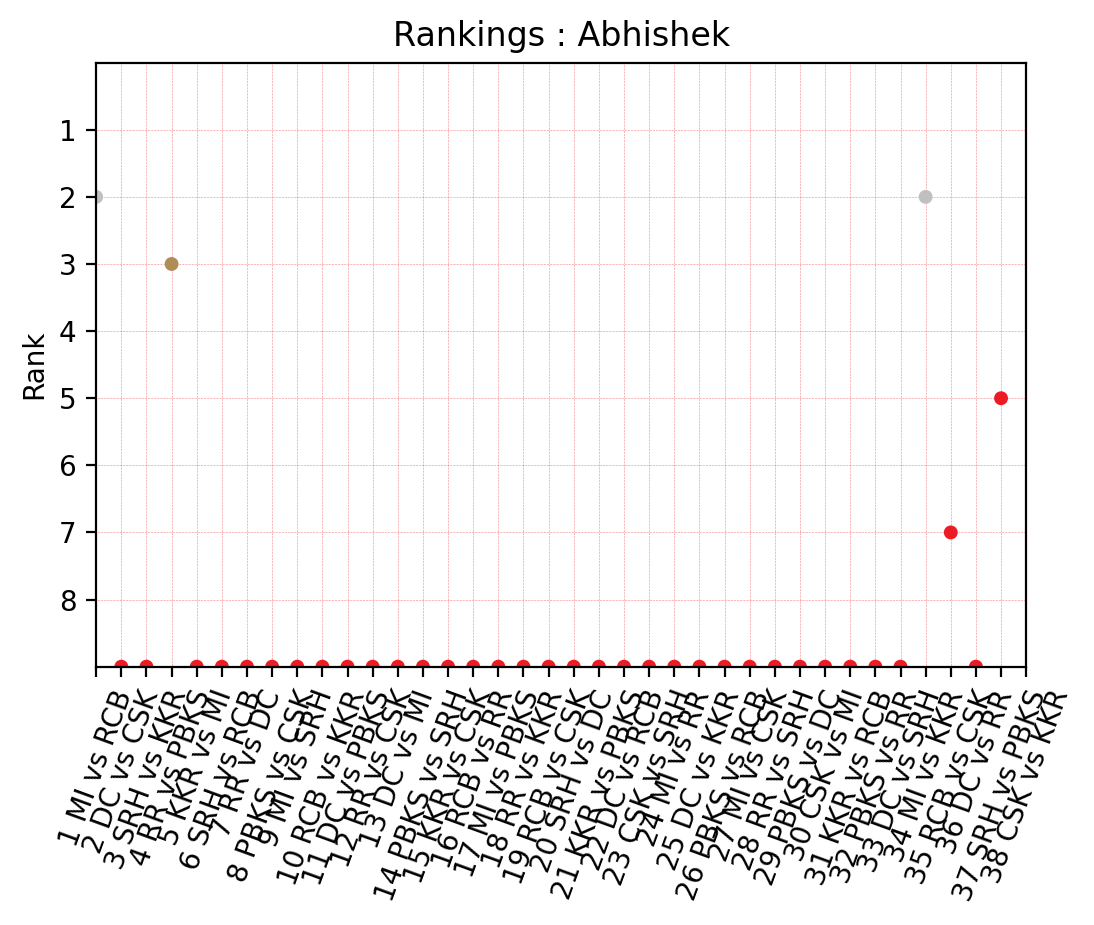 Rankings : Abhishek
Rank
1
2
3
4
5
6
7
8
1 MI vs RCB
2 DC vs CSK
3 SRH vs KKR
4 RR vs PBKS
5 KKR vs MI
6 SRH vs RCB
7 RR vs DC
8 PBKS vs CSK
9 MI vs SRH
10 RCB vs KKR
11 DC vs PBKS
12 RR vs CSK
13 DC vs MI
14 PBKS vs SRH
15 KKR vs CSK
16 RCB vs RR
17 MI vs PBKS
18 RR vs KKR
19 RCB vs CSK
20 SRH vs DC
21 KKR vs PBKS
22 DC vs RCB
23 CSK vs SRH
24 MI vs RR
25 DC vs KKR
26 PBKS vs RCB
27 MI vs CSK
28 RR vs SRH
29 PBKS vs DC
30 CSK vs MI
31 KKR vs RCB
32 PBKS vs RR
33 DC vs SRH
34 MI vs KKR
35 RCB vs CSK
36 DC vs RR
37 SRH vs PBKS
38 CSK vs KKR